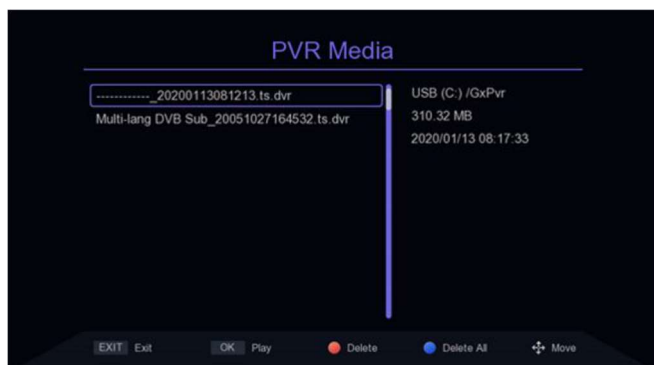 PVR Media
------------_20200113081213.ts.dvr
Multi-lang DVB Sub_20051027164532.ts.dvr
USB (C:) /GxPvr
310.32 MB
2020/01/13 08:17:33
EXIT Exit OK Play Delete Delete All Move